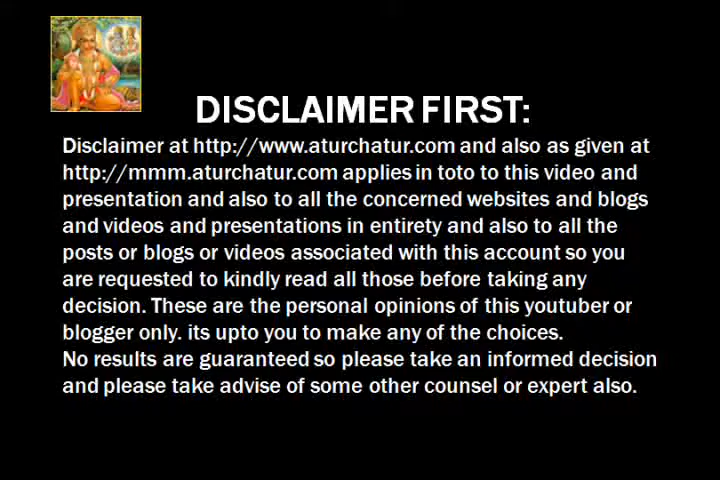 DISCLAIMER FIRST:
Disclaimer at http://www.aturchatur.com and also as given at
http://mmm.aturchatur.com applies in toto to this video and
presentation and also to all the concerned websites and blogs
and videos and presentations in entirety and also to all the
posts or blogs or videos associated with this account so you
are requested to kindly read all those before taking any
decision. These are the personal opinions of this youtuber or
blogger only. its upto you to make any of the choices.
No results are guaranteed so please take an informed decision
and please take advise of some other counsel or expert also.